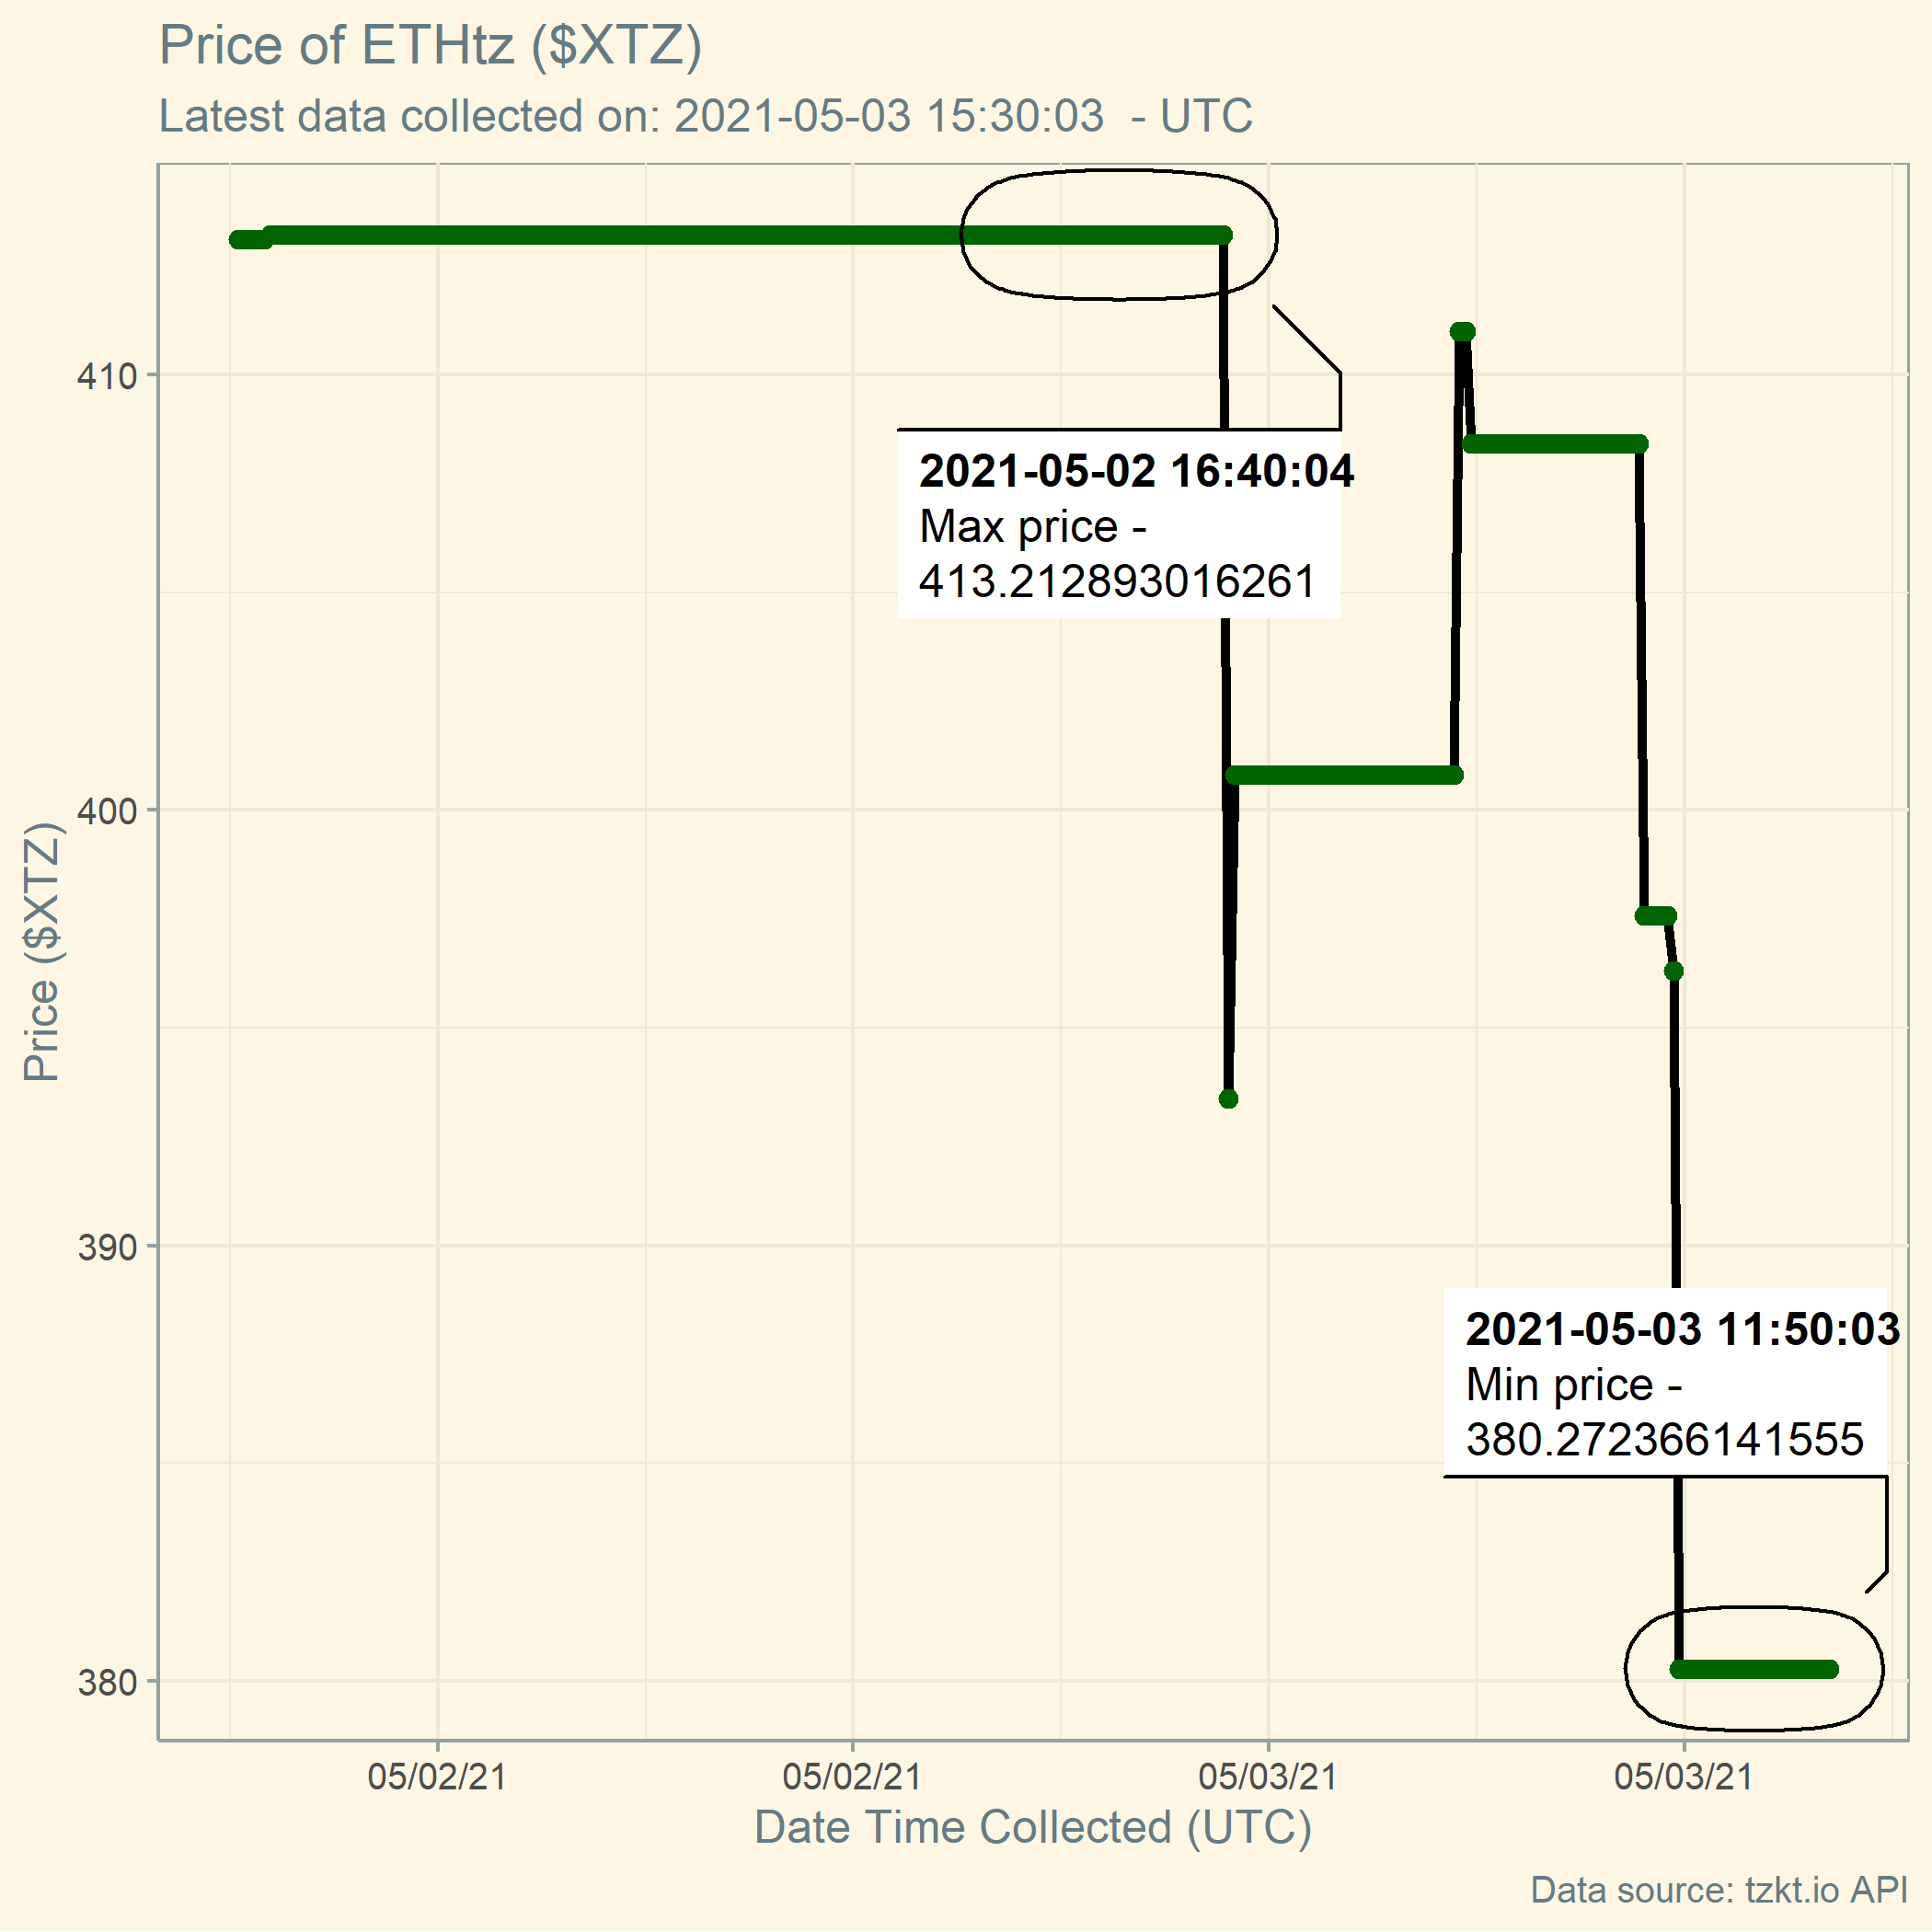 Price of ETHtz ($XTZ)
Latest data collected on: 2021-05-03 15:30:03  - UTC
410
400
390
380
Price ($XTZ)
2021-05-02 16:40:04
Max price -
413.212893016261
2021-05-03 11:50:03
Min price -
380.272366141555
05/02/21
05/02/21
05/03/21
05/03/21
Date Time Collected (UTC)
Data source: tzkt.io API